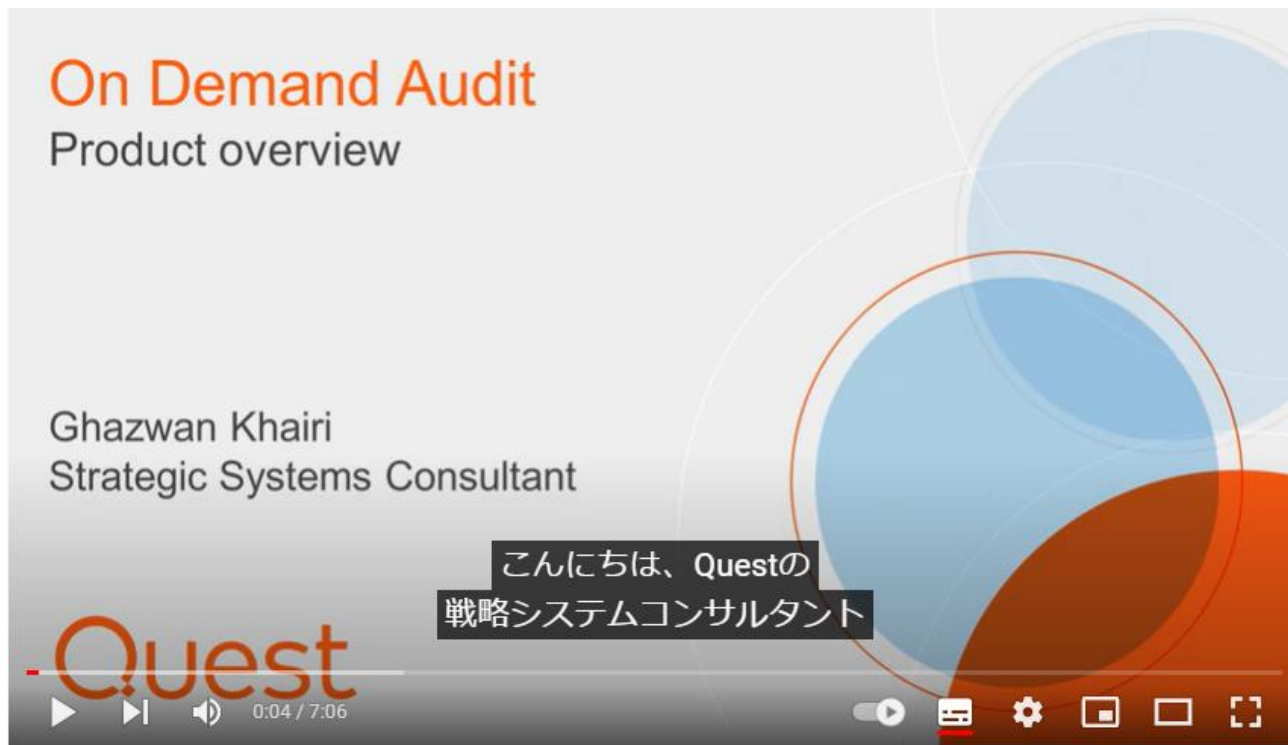 On Demand Audit
Product overview
Ghazwan Khairi
Strategic Systems Consultant
こんにちは、Questの
戦略システムコンサルタント
Quest
0:04 / 7:06